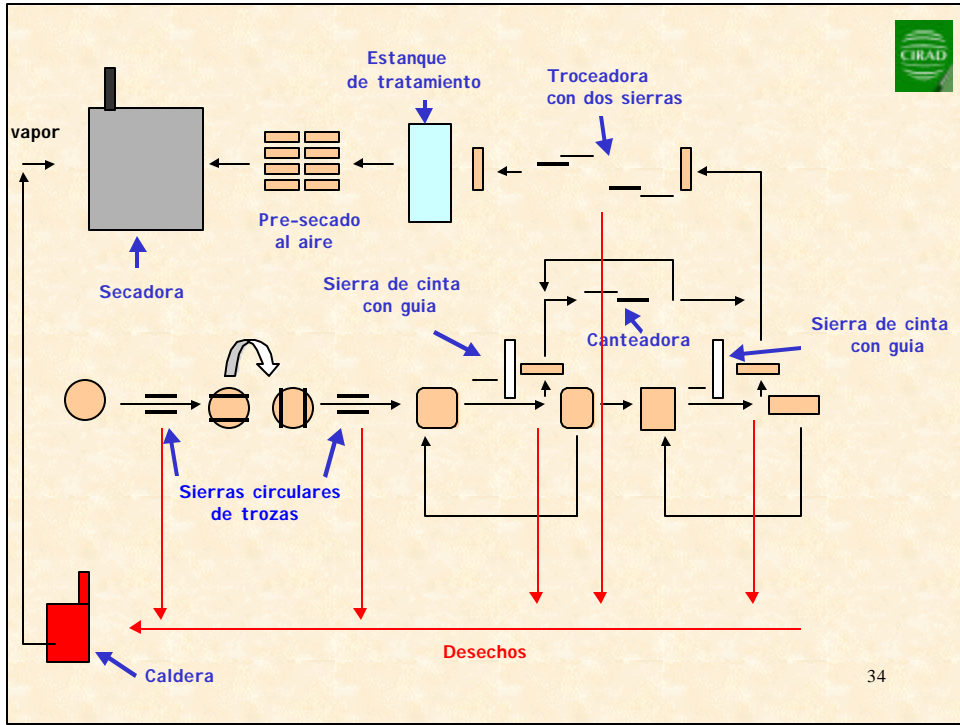 CIRAD
Estanque
de tratamiento
Troceadora
con dos sierras
vapor
Pre-secado
al aire
Secadora
Sierra de cinta
con guia
Canteadora
Sierra de cinta
con guia
Sierras circulares
de trozas
Desechos
Caldera
34